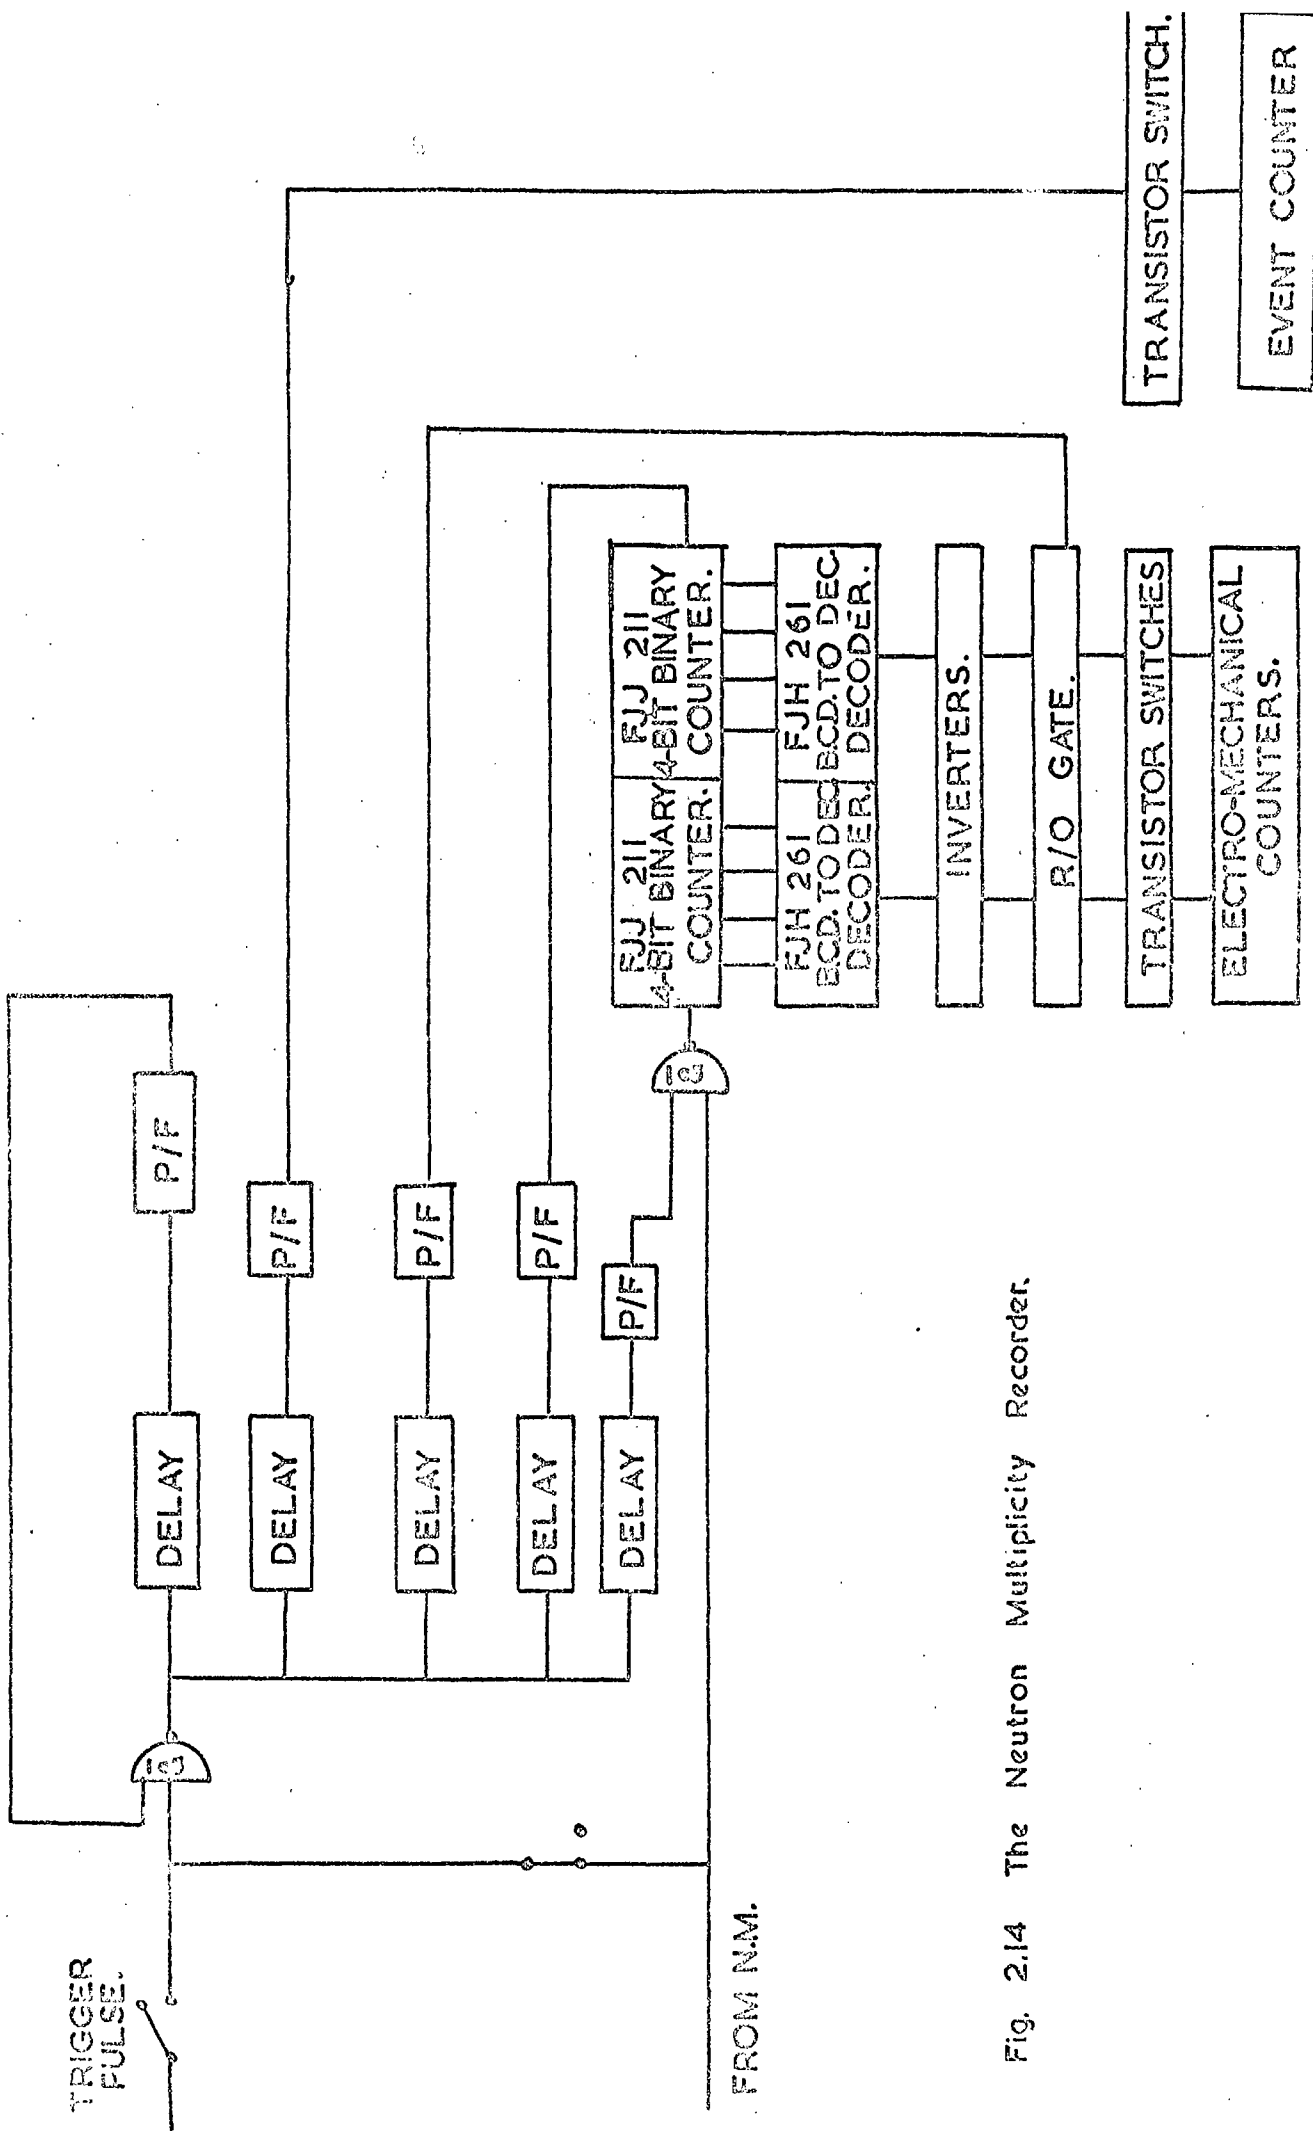 TRIGGER
PULSE.
DELAY
P/F
DELAY
P/F
DELAY
P/F
DELAY
P/F
DELAY
P/F
FROM N.M.
FJJ 211
4-BIT BINARY
COUNTER.
FJJ 211
4-BIT BINARY
COUNTER.
FJH 261
B.C.D. TO DEC.
DECODER.
FJH 261
B.C.D. TO DEC.
DECODER.
INVERTERS.
R/O GATE.
TRANSISTOR SWITCHES
ELECTRO-MECHANICAL
COUNTERS.
TRANSISTOR SWITCH.
EVENT COUNTER
Fig. 2.14 The Neutron Multiplicity Recorder.